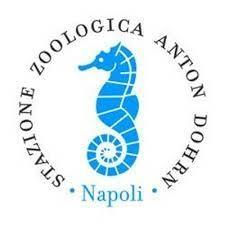 STAZIONE ZOOLOGICA ANTON DOHRN
• Napoli •